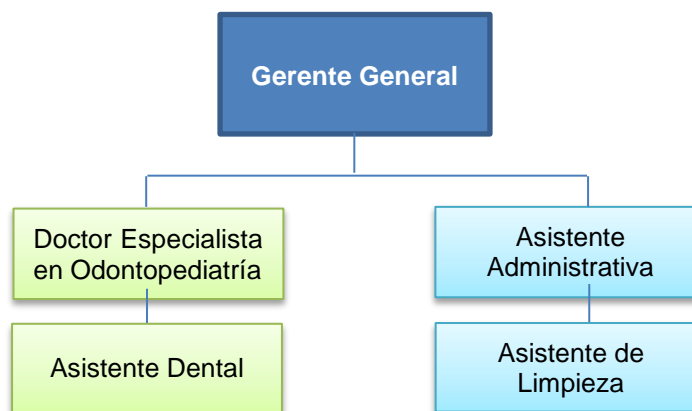 Gerente General
Doctor Especialista
en Odontopediatría
Asistente
Administrativa
Asistente Dental
Asistente de
Limpieza